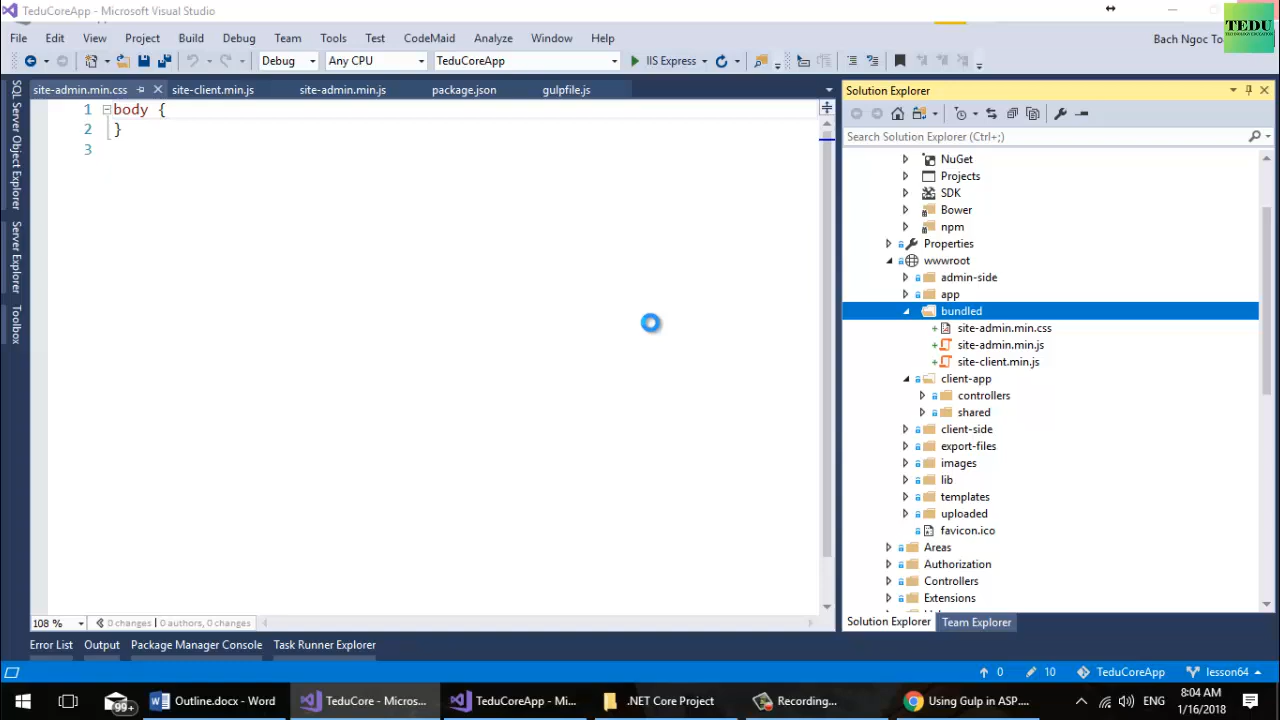 TeduCoreApp - Microsoft Visual Studio
TEDU
File Edit View Project Build Debug Team Tools Test CodeMaid Analyze Window Help
Bach Ngoc To
Debug Any CPU TeduCoreApp IIS Express
site-admin.min.css site-client.min.js site-admin.min.js package.json gulpfile.js
Solution Explorer
Search Solution Explorer (Ctrl+;)
SQL Server Object Explorer
Server Explorer
Toolbox
1 body {
2 }
3
NuGet
Projects
SDK
Bower
npm
Properties
wwwroot
admin-side
app
bundled
site-admin.min.css
site-admin.min.js
site-client.min.js
client-app
controllers
shared
client-side
export-files
images
lib
templates
uploaded
favicon.ico
Areas
Authorization
Controllers
Extensions
108 % 0 changes | 0 authors, 0 changes
Solution Explorer Team Explorer
Error List Output Package Manager Console Task Runner Explorer
0 10 TeduCoreApp lesson64
99+ Outline.docx - Word TeduCore - Micros... TeduCoreApp - Mi... .NET Core Project Recording... Using Gulp in ASP.... ENG
8:04 AM
1/16/2018